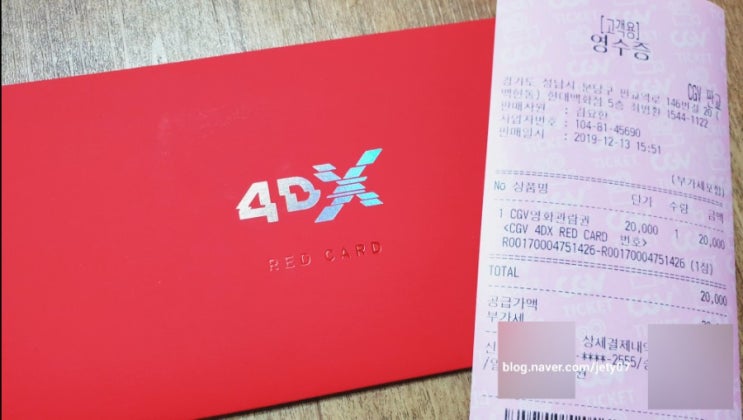 4DX
RED CARD
[고객용]
영수증
CGV 판교
경기도 성남시 분당구 판교역로 146번길 20 (
백현동) 현대백화점 5층 최병환 1544-1122
판매사원 : 김요한
사업자번호 : 104-81-45690
판매일시 : 2019-12-13 15:51
(부가세포함)
No 상품명 단가 수량 금액
1 CGV영화관람권 20,000 1 20,000
<CGV 4DX RED CARD 번호>
R00170004751426-R00170004751426 (1장)
TOTAL 20,000
공급가액
부가세
상세결제내역
-****-2555/
blog.naver.com/jety07